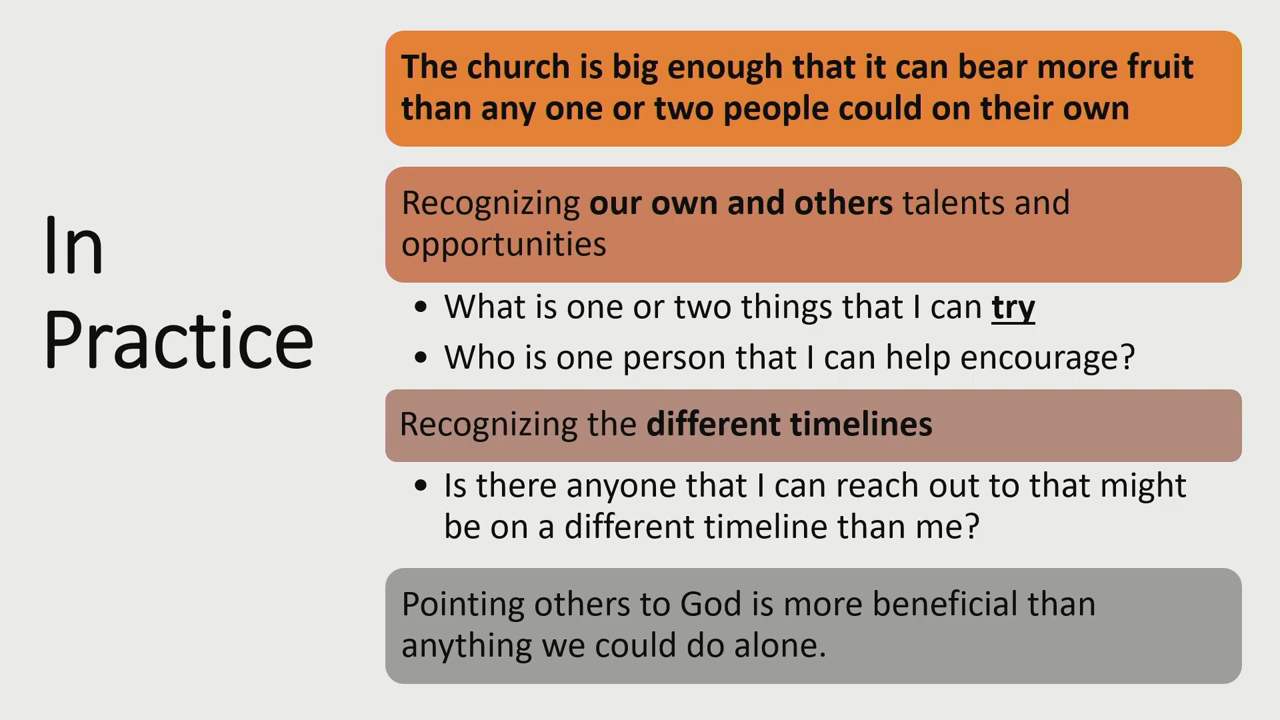 In
Practice
The church is big enough that it can bear more fruit
than any one or two people could on their own
Recognizing our own and others talents and
opportunities
• What is one or two things that I can try
• Who is one person that I can help encourage?
Recognizing the different timelines
• Is there anyone that I can reach out to that might
be on a different timeline than me?
Pointing others to God is more beneficial than
anything we could do alone.